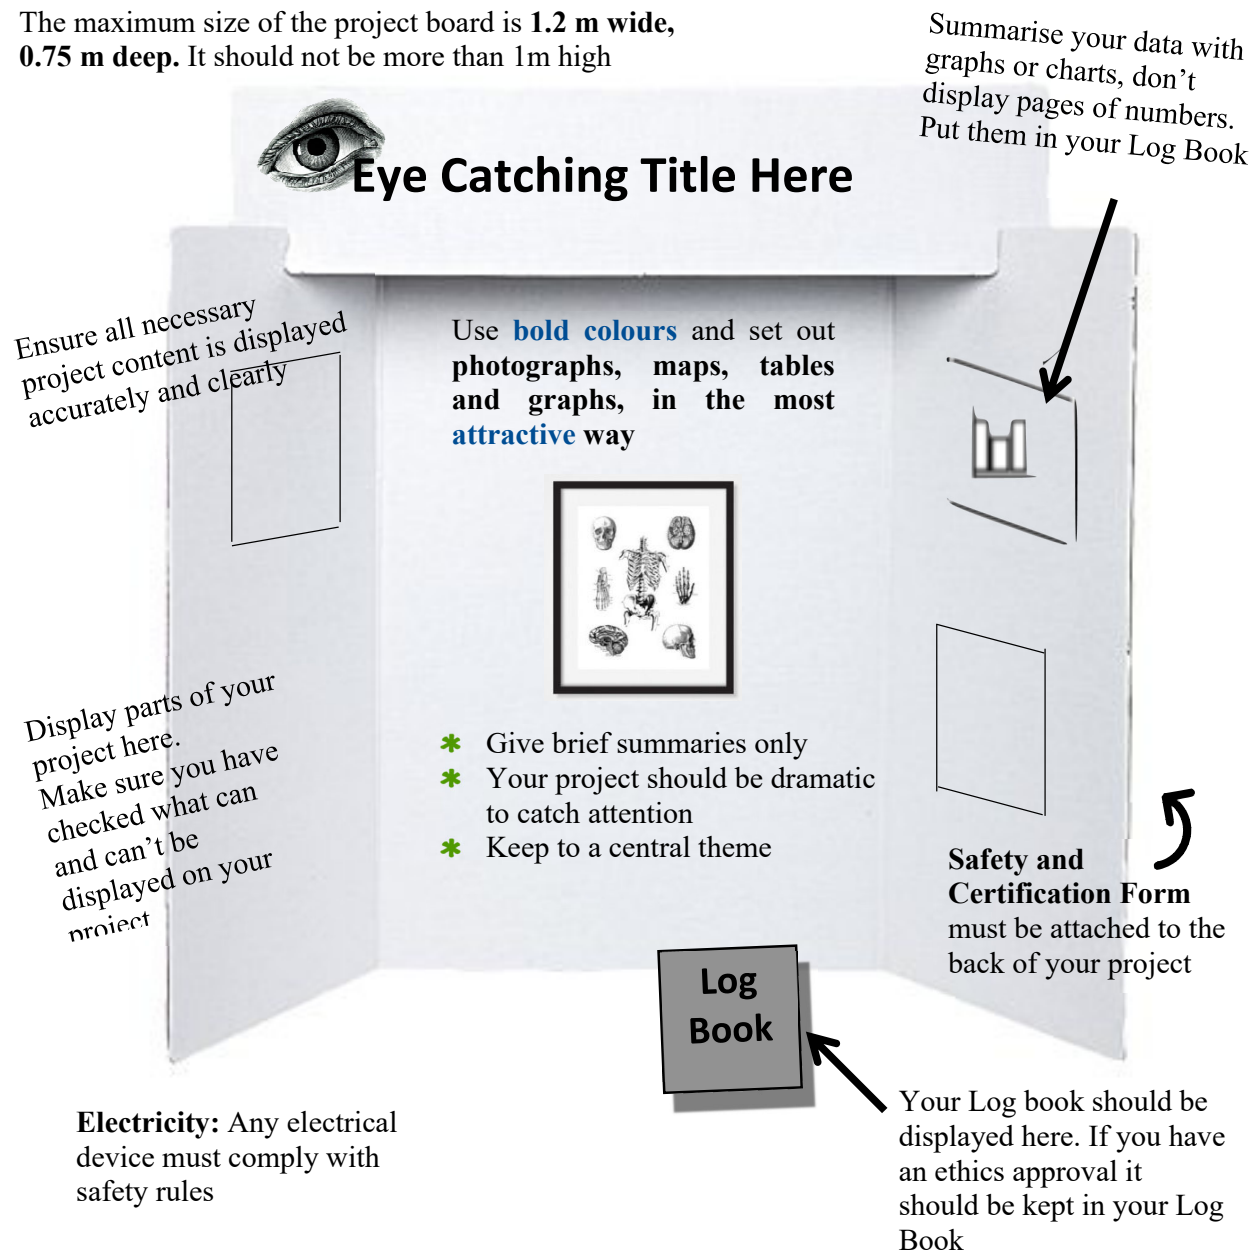 The maximum size of the project board is 1.2 m wide,
0.75 m deep. It should not be more than 1m high
Summarise your data with
graphs or charts, don't
display pages of numbers.
Put them in your Log Book
Eye Catching Title Here
Ensure all necessary
project content is displayed
accurately and clearly
Use bold colours and set out
photographs, maps, tables
and graphs, in the most
attractive way
Display parts of your
project here.
Make sure you have
checked what can
and can't be
displayed on your
project
✱ Give brief summaries only
✱ Your project should be dramatic
to catch attention
✱ Keep to a central theme
Safety and
Certification Form
must be attached to the
back of your project
Log
Book
Electricity: Any electrical
device must comply with
safety rules
Your Log book should be
displayed here. If you have
an ethics approval it
should be kept in your Log
Book